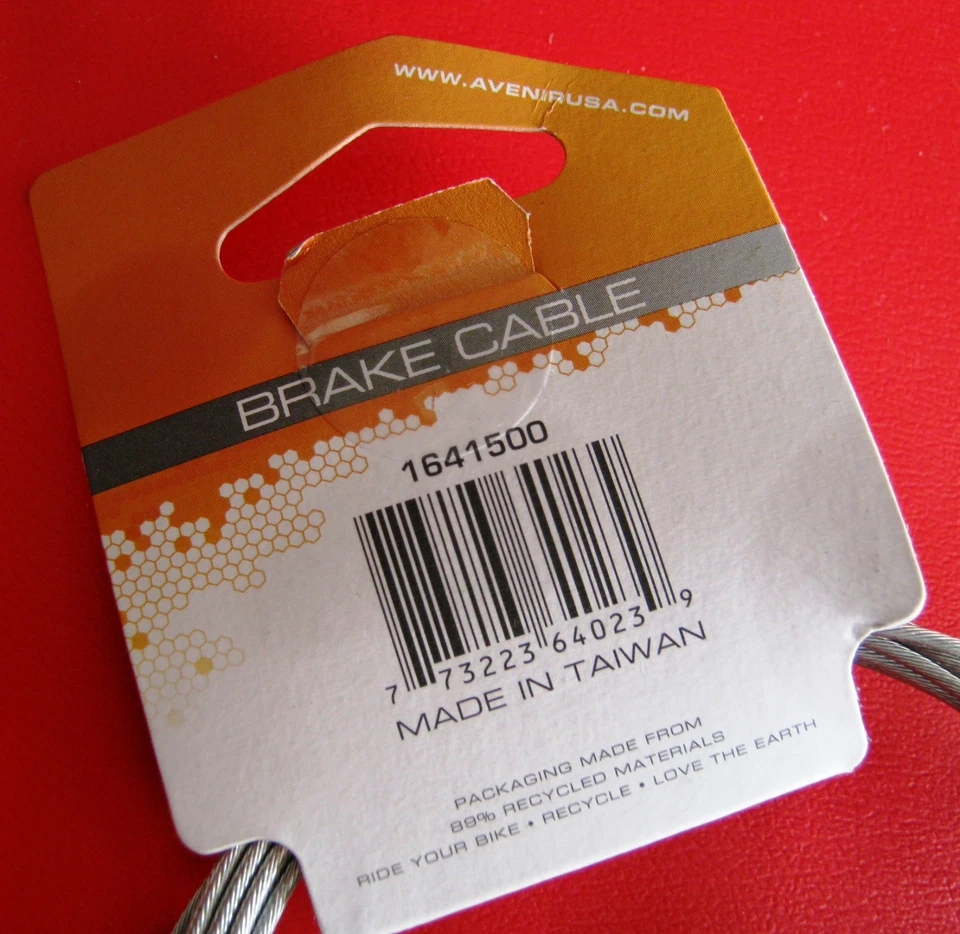 WWW.AVENIRUSA.COM
BRAKE CABLE
1641500
7 73223 64023 9
MADE IN TAIWAN
PACKAGING MADE FROM
89% RECYCLED MATERIALS
RIDE YOUR BIKE • RECYCLE • LOVE THE EARTH